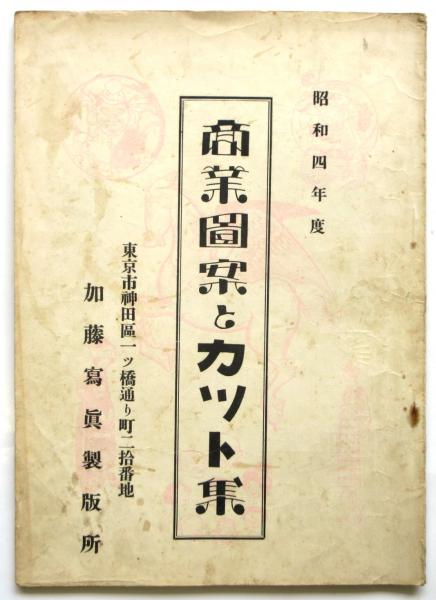 昭和四年度
商業圖案とカット集
東京市神田區一ツ橋通り町二拾番地
加藤寫眞製版所